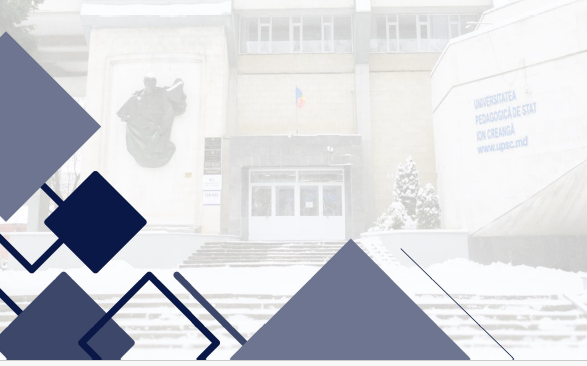 UNIVERSITATEA
PEDAGOGICĂ DE STAT
ION CREANGĂ
www.upsc.md